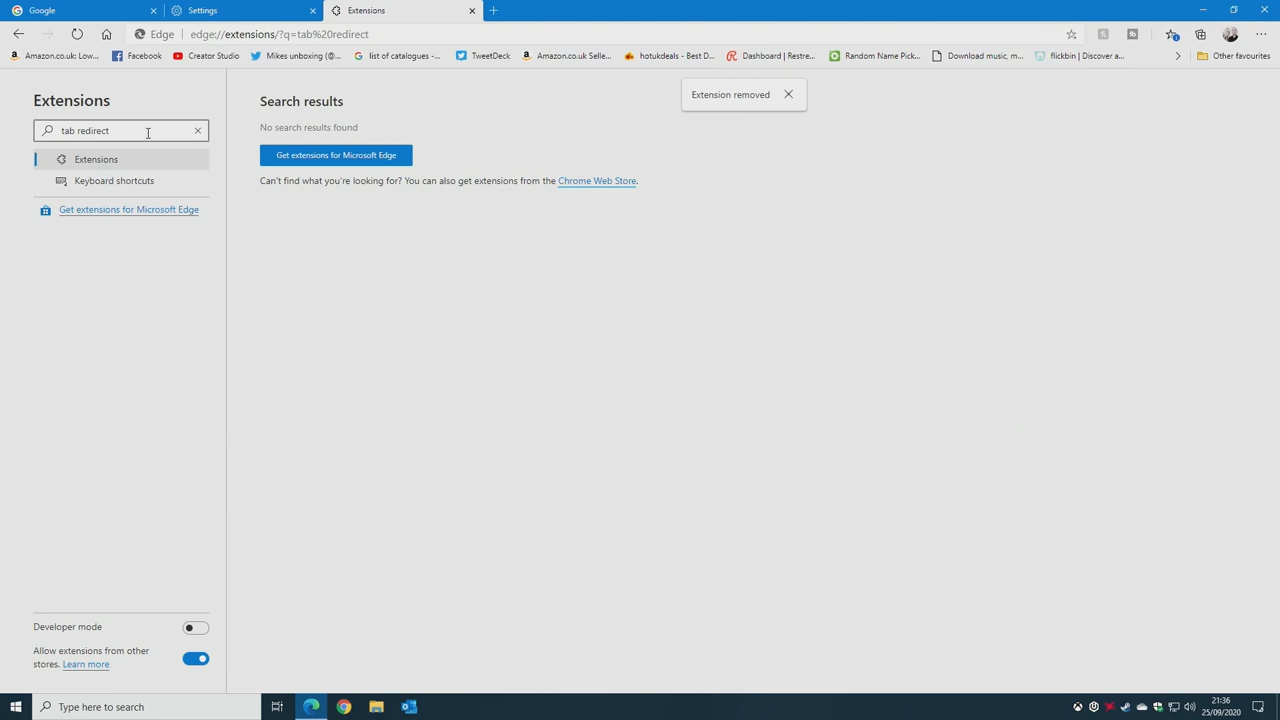 Google
Settings
Extensions
Edge
edge://extensions/?q=tab%20redirect
Amazon.co.uk: Low...
Facebook
Creator Studio
Mikes unboxing (@...
list of catalogues -...
TweetDeck
Amazon.co.uk Selle...
hotukdeals - Best D...
Dashboard | Restre...
Random Name Pick...
Download music, m...
flickbin | Discover a...
Other favourites
Extensions
tab redirect
Extensions
Keyboard shortcuts
Get extensions for Microsoft Edge
Search results
No search results found
Get extensions for Microsoft Edge
Can't find what you're looking for? You can also get extensions from the Chrome Web Store.
Extension removed
Developer mode
Allow extensions from other
stores. Learn more
Type here to search
21:36
25/09/2020